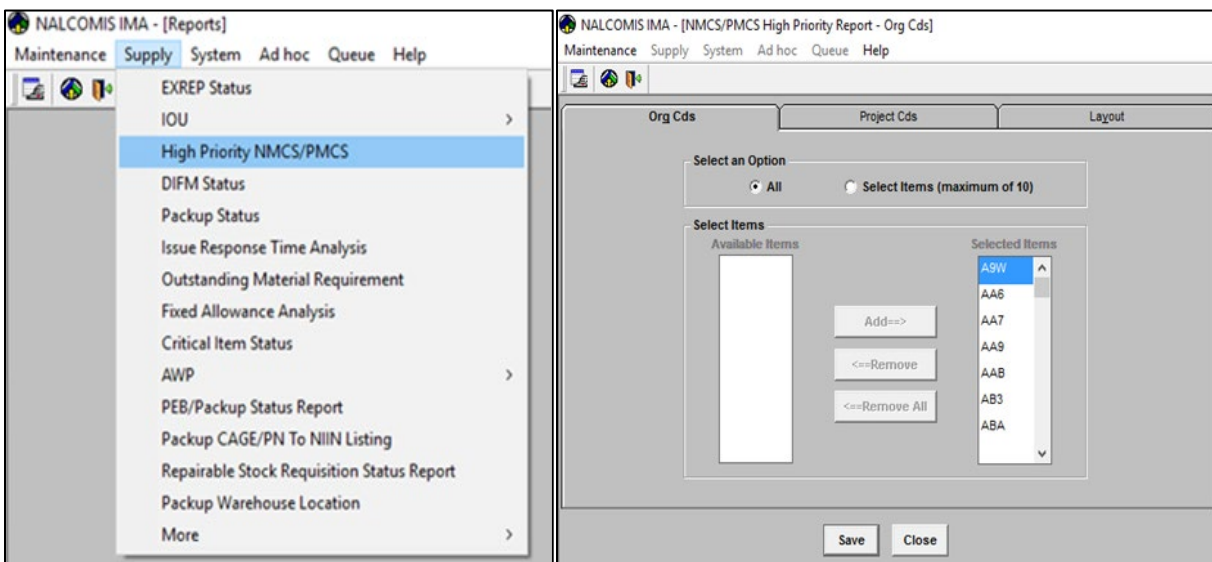 NALCOMIS IMA - [Reports]
Maintenance Supply System Ad hoc Queue Help
EXREP Status
IOU
High Priority NMCS/PMCS
DIFM Status
Packup Status
Issue Response Time Analysis
Outstanding Material Requirement
Fixed Allowance Analysis
Critical Item Status
AWP
PEB/Packup Status Report
Packup CAGE/PN To NIIN Listing
Repairable Stock Requisition Status Report
Packup Warehouse Location
More
NALCOMIS IMA - [NMCS/PMCS High Priority Report - Org Cds]
Maintenance Supply System Ad hoc Queue Help
Org Cds Project Cds Layout
Select an Option
All Select Items (maximum of 10)
Select Items
Available Items Selected Items
A9W
AA6
Add==> AA7
AA9
<==Remove AAB
AB3
<==Remove All ABA
Save Close